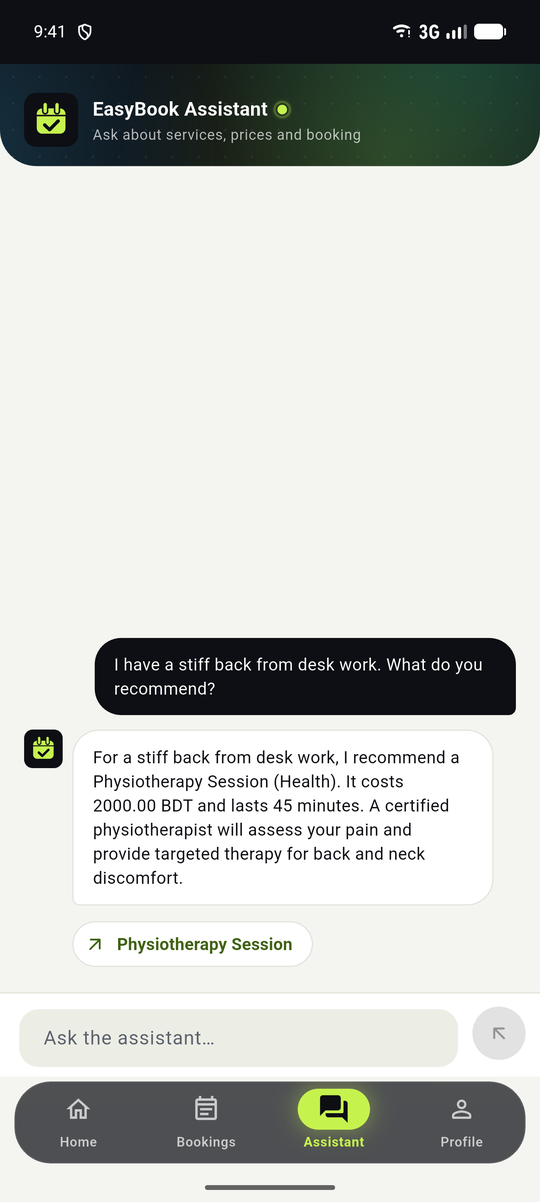 9:41
3G
EasyBook Assistant
Ask about services, prices and booking
I have a stiff back from desk work. What do you
recommend?
For a stiff back from desk work, I recommend a
Physiotherapy Session (Health). It costs
2000.00 BDT and lasts 45 minutes. A certified
physiotherapist will assess your pain and
provide targeted therapy for back and neck
discomfort.
Physiotherapy Session
Ask the assistant…
Home
Bookings
Assistant
Profile